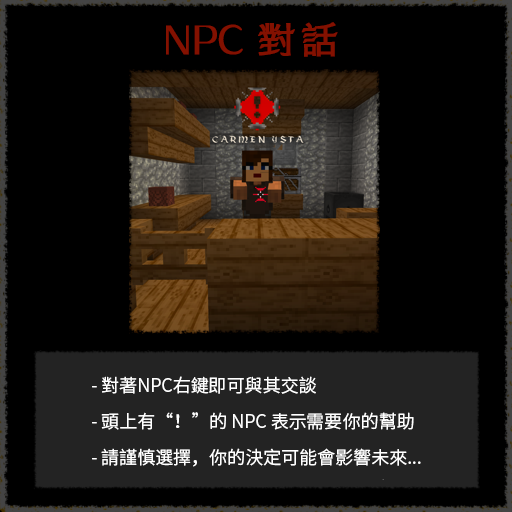 NPC 對話
CARMEN USTA
- 對著NPC右鍵即可與其交談
- 頭上有“！”的 NPC 表示需要你的幫助
- 請謹慎選擇，你的決定可能會影響未來...